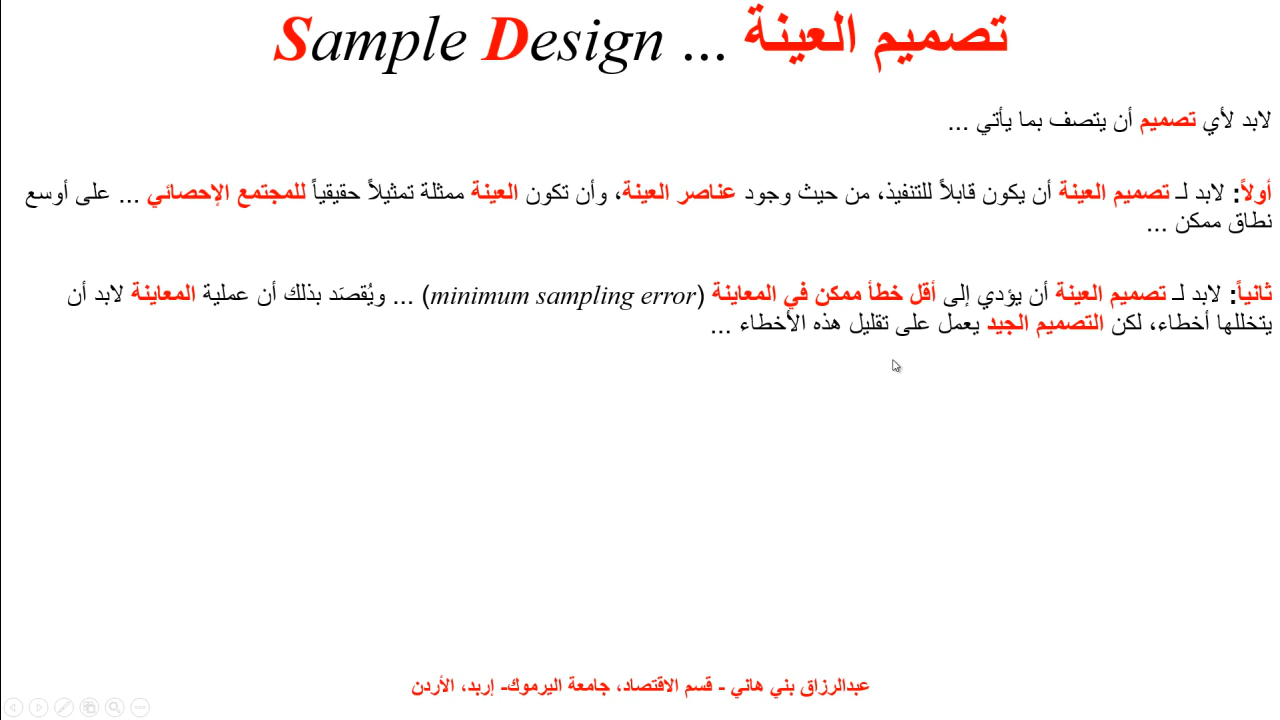 تصميم العينة ... Sample Design
لابد لأي تصميم أن يتصف بما يأتي ...
أولاً: لابد لـ تصميم العينة أن يكون قابلاً للتنفيذ، من حيث وجود عناصر العينة، وأن تكون العينة ممثلة تمثيلاً حقيقياً للمجتمع الإحصائي ... على أوسع
نطاق ممكن ...
ثانياً: لابد لـ تصميم العينة أن يؤدي إلى أقل خطأ ممكن في المعاينة (minimum sampling error) ... ويُقصَد بذلك أن عملية المعاينة لابد أن
يتخللها أخطاء، لكن التصميم الجيد يعمل على تقليل هذه الأخطاء ...
عبدالرزاق بني هاني - قسم الاقتصاد، جامعة اليرموك- إربد، الأردن